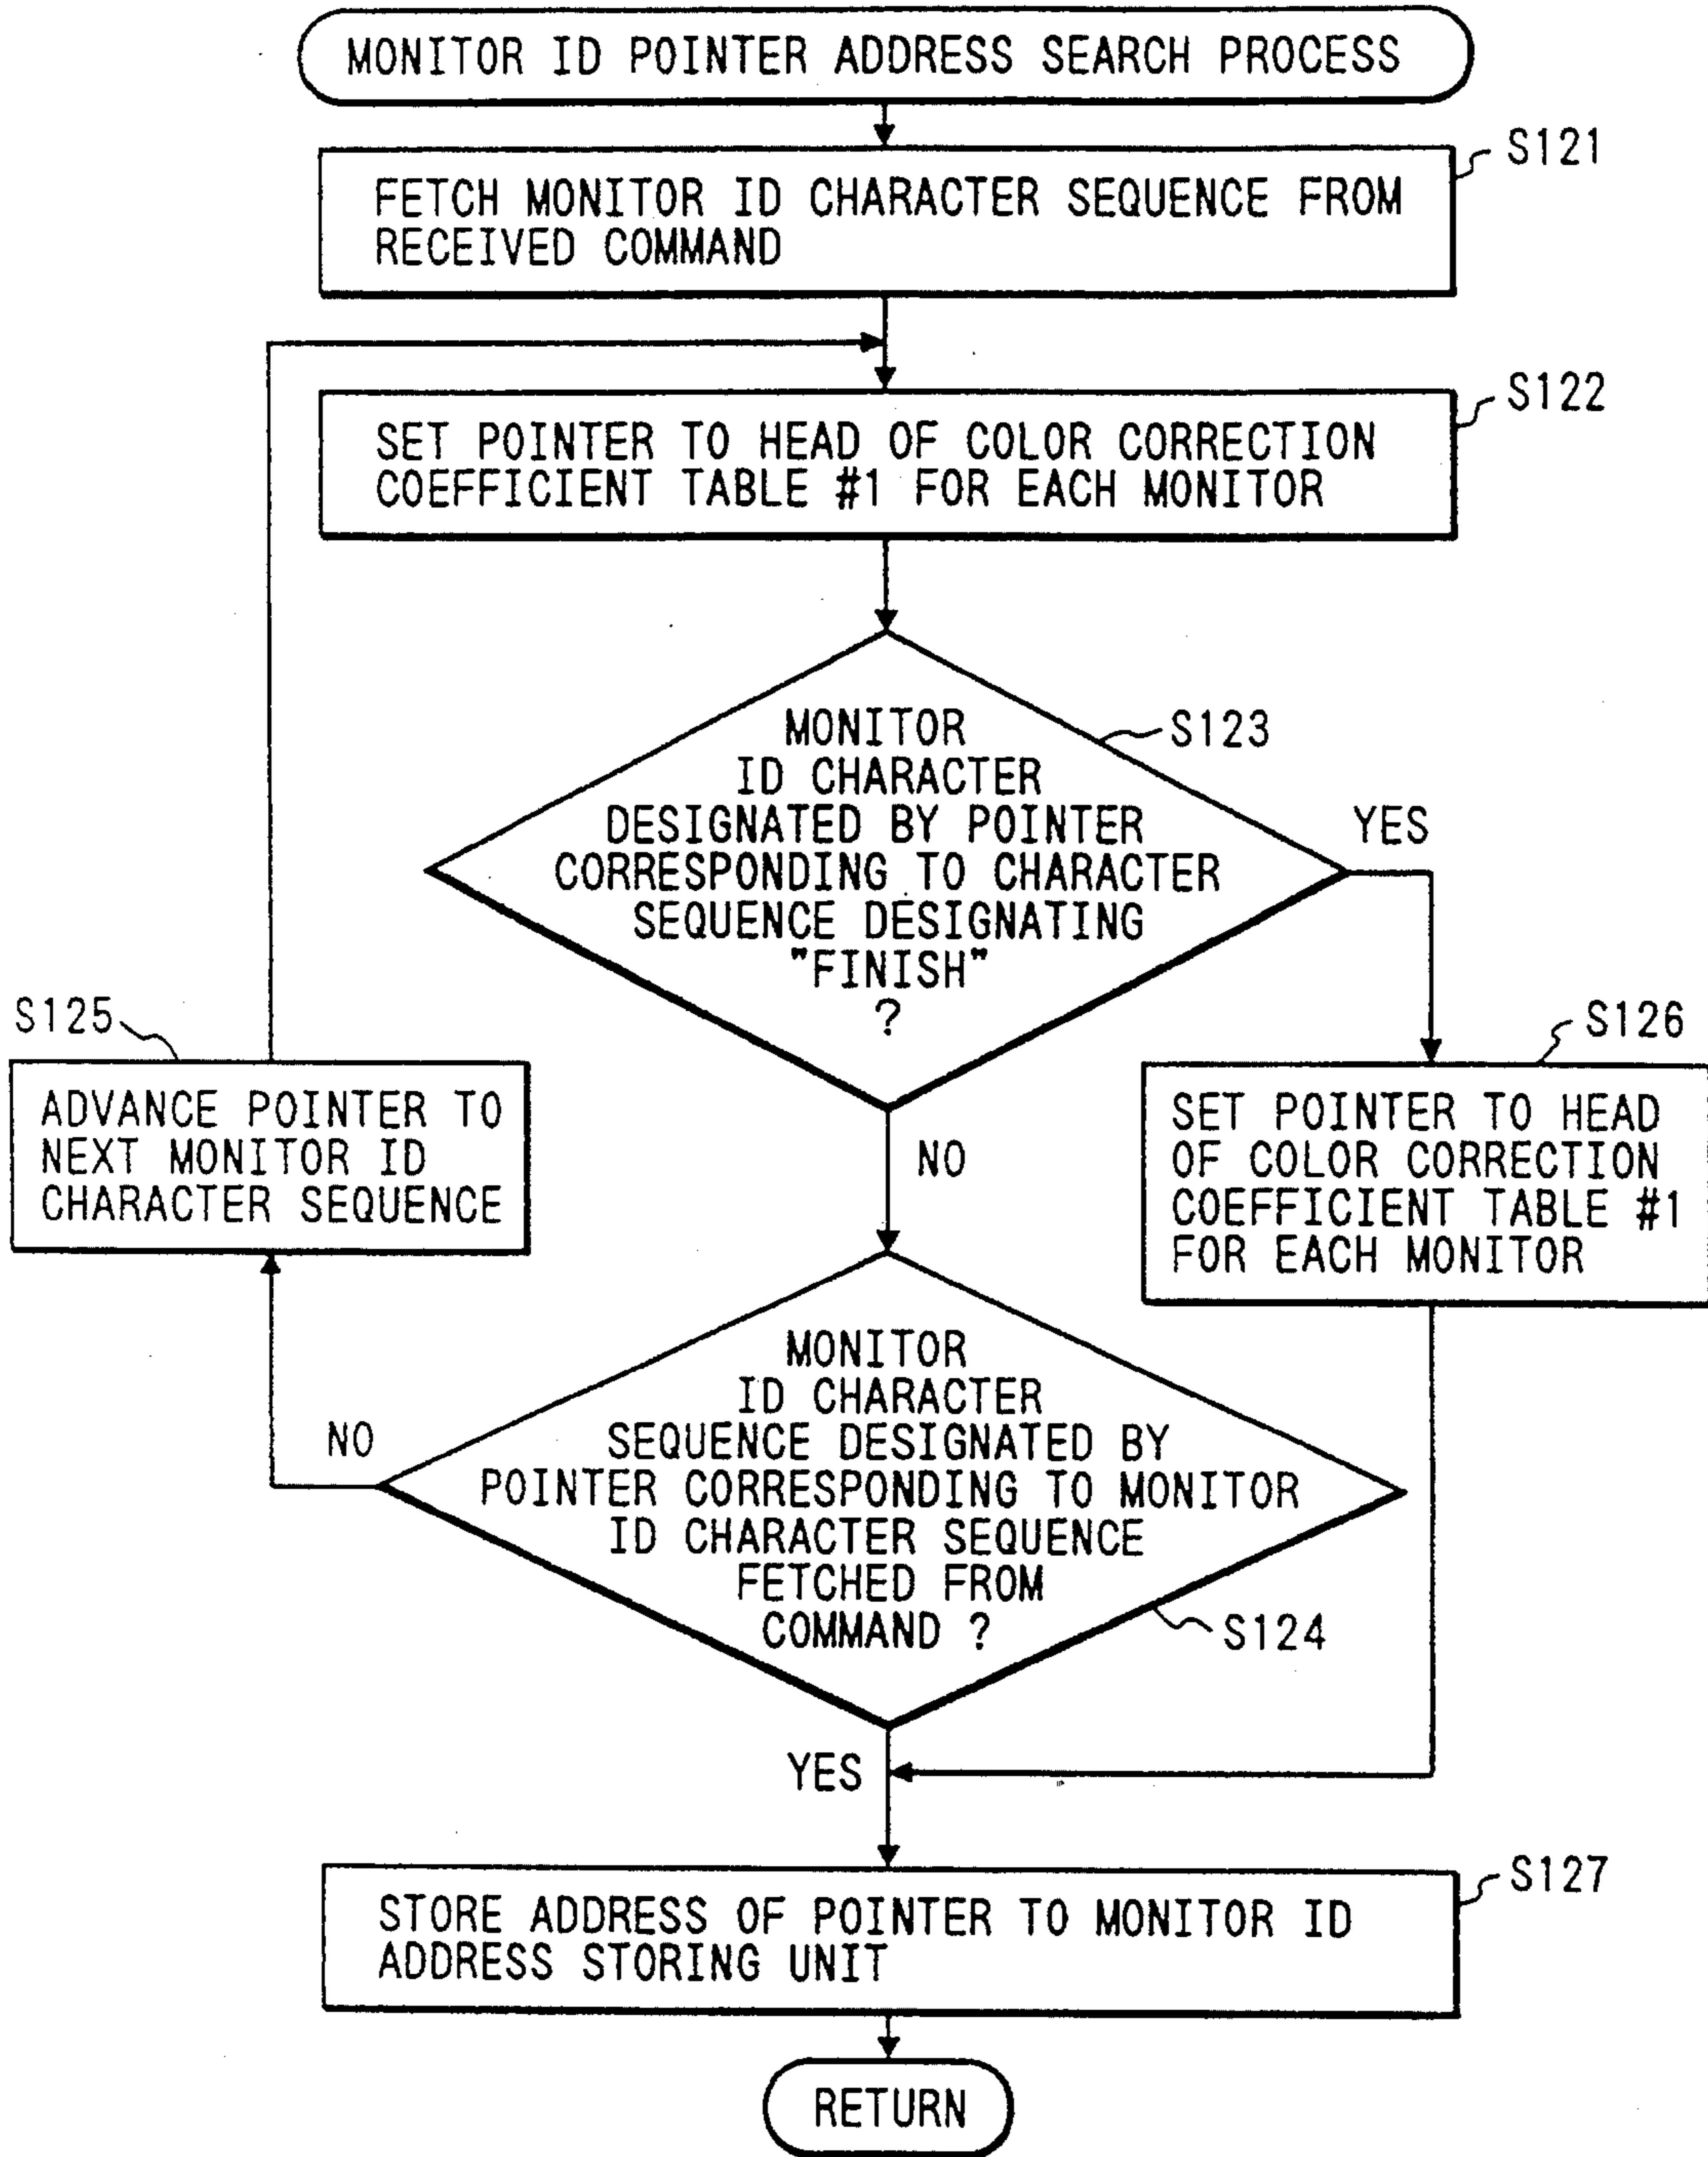 MONITOR ID POINTER ADDRESS SEARCH PROCESS
S121
FETCH MONITOR ID CHARACTER SEQUENCE FROM
RECEIVED COMMAND
S122
SET POINTER TO HEAD OF COLOR CORRECTION
COEFFICIENT TABLE #1 FOR EACH MONITOR
S123
MONITOR
ID CHARACTER
DESIGNATED BY POINTER
CORRESPONDING TO CHARACTER
SEQUENCE DESIGNATING
"FINISH"
?
YES
NO
S125
ADVANCE POINTER TO
NEXT MONITOR ID
CHARACTER SEQUENCE
S126
SET POINTER TO HEAD
OF COLOR CORRECTION
COEFFICIENT TABLE #1
FOR EACH MONITOR
MONITOR
ID CHARACTER
SEQUENCE DESIGNATED BY
POINTER CORRESPONDING TO MONITOR
ID CHARACTER SEQUENCE
FETCHED FROM
COMMAND ?
NO
S124
YES
S127
STORE ADDRESS OF POINTER TO MONITOR ID
ADDRESS STORING UNIT
RETURN